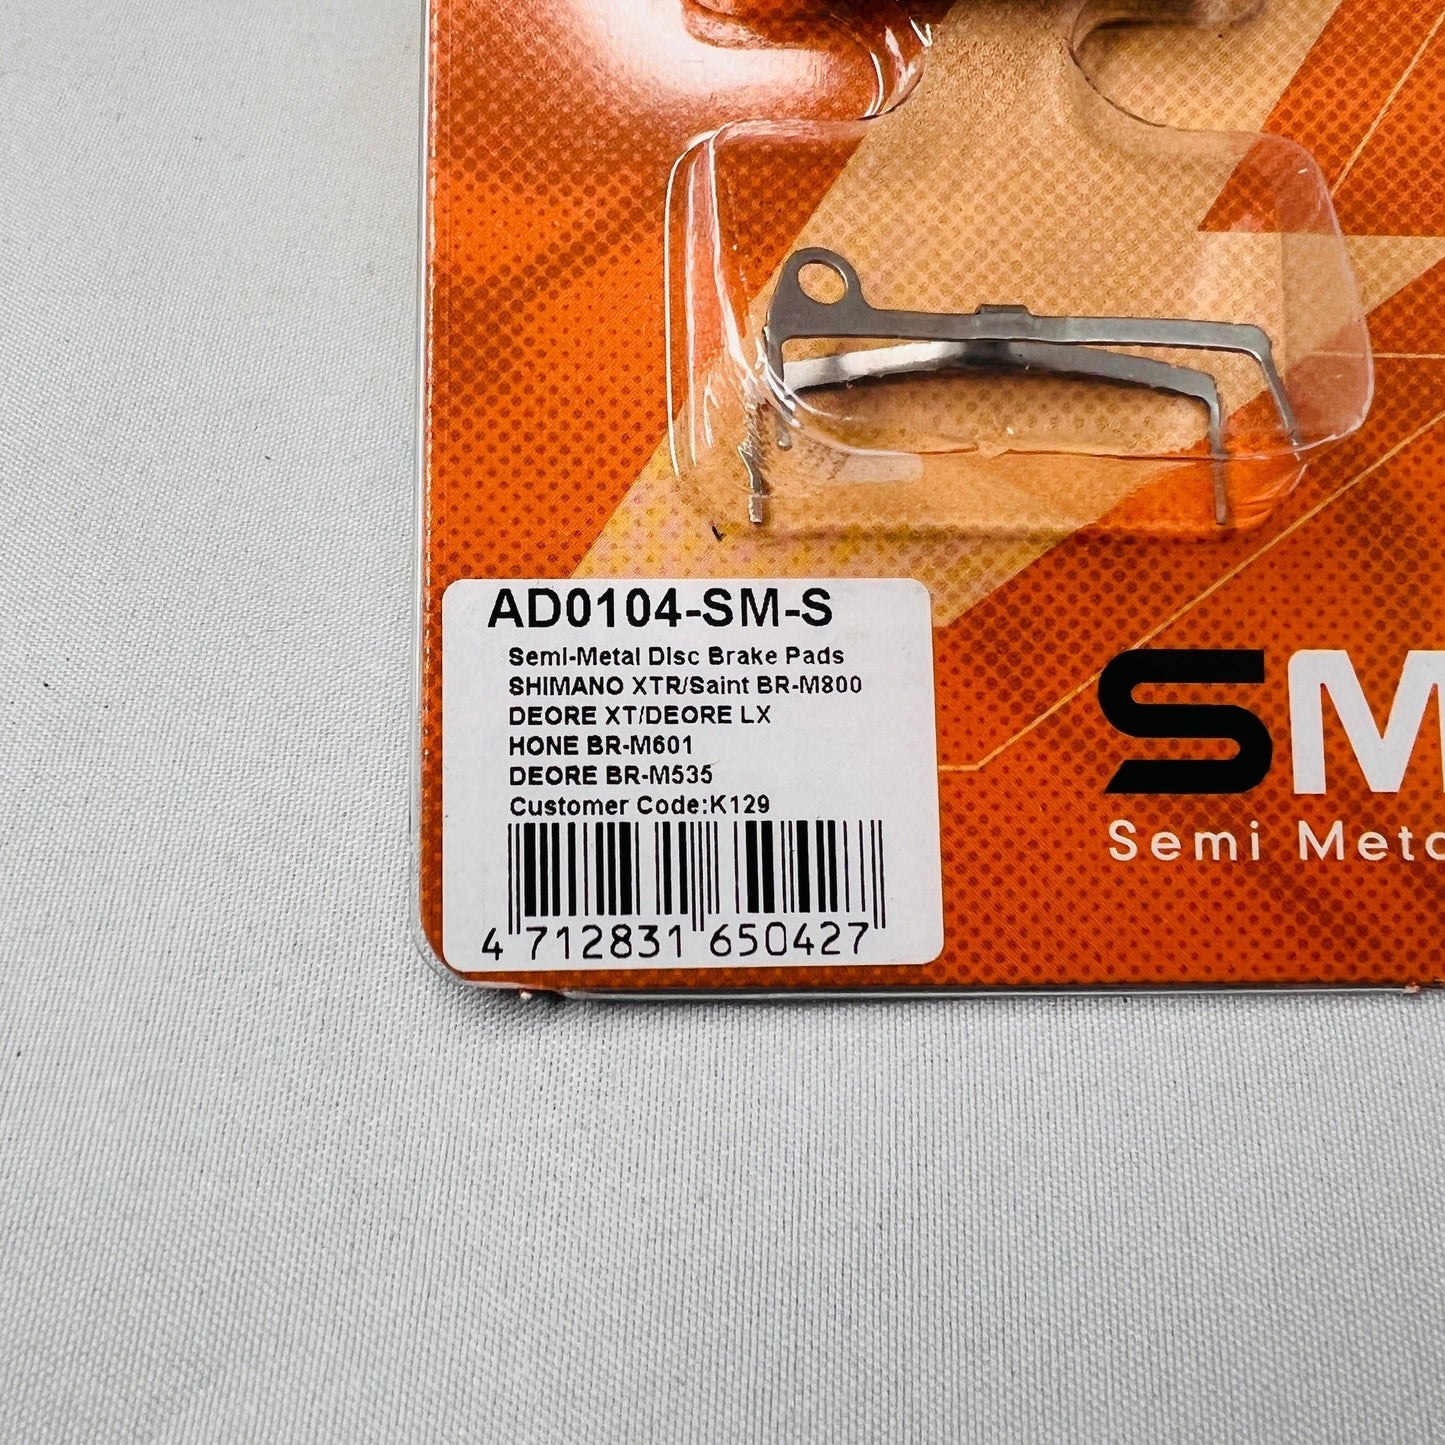 AD0104-SM-S
Semi-Metal Disc Brake Pads
SHIMANO XTR/Saint BR-M800
DEORE XT/DEORE LX
HONE BR-M601
DEORE BR-M535
Customer Code:K129
4 712831 650427
SM
Semi Meta